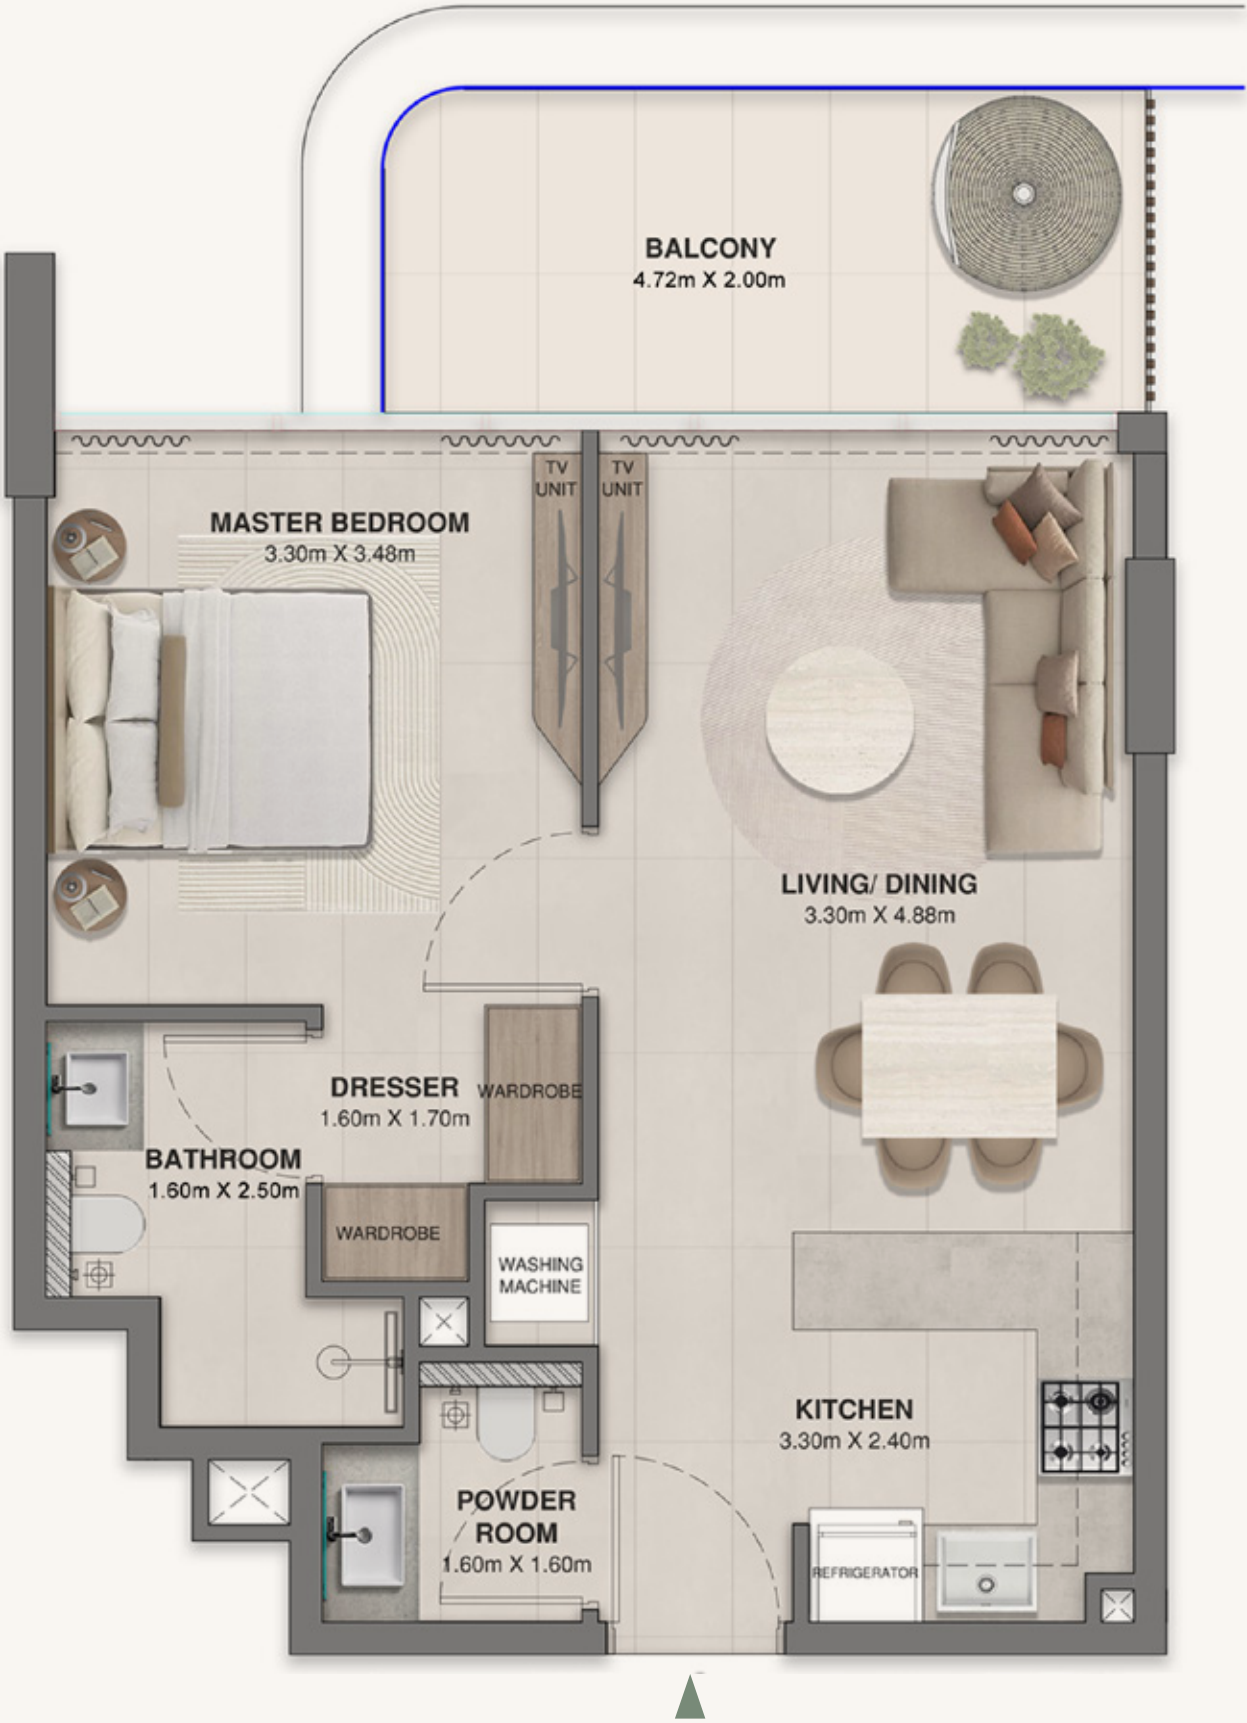 BALCONY
4.72m X 2.00m
TV
UNIT
TV
UNIT
MASTER BEDROOM
3.30m X 3.48m
LIVING/ DINING
3.30m X 4.88m
DRESSER
1.60m X 1.70m
WARDROBE
BATHROOM
1.60m X 2.50m
WARDROBE
WASHING
MACHINE
KITCHEN
3.30m X 2.40m
POWDER
ROOM
1.60m X 1.60m
REFRIGERATOR